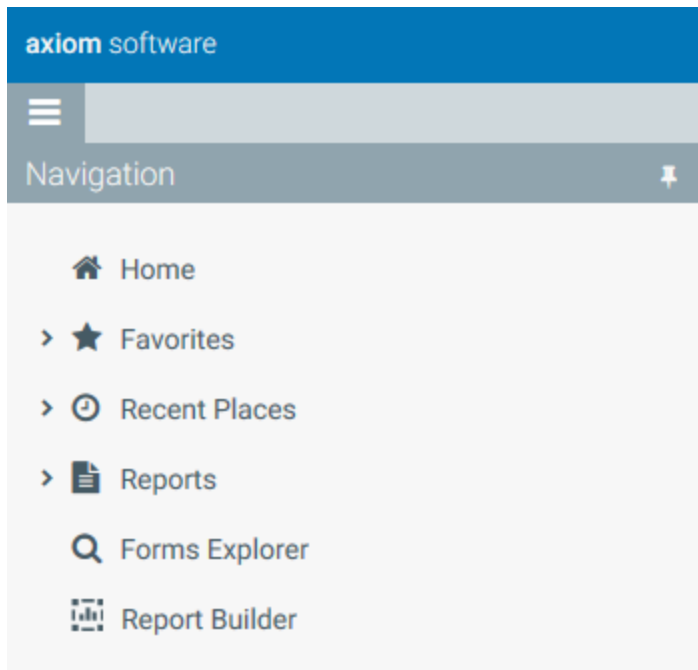 axiom software
Navigation
Home
Favorites
Recent Places
Reports
Forms Explorer
Report Builder